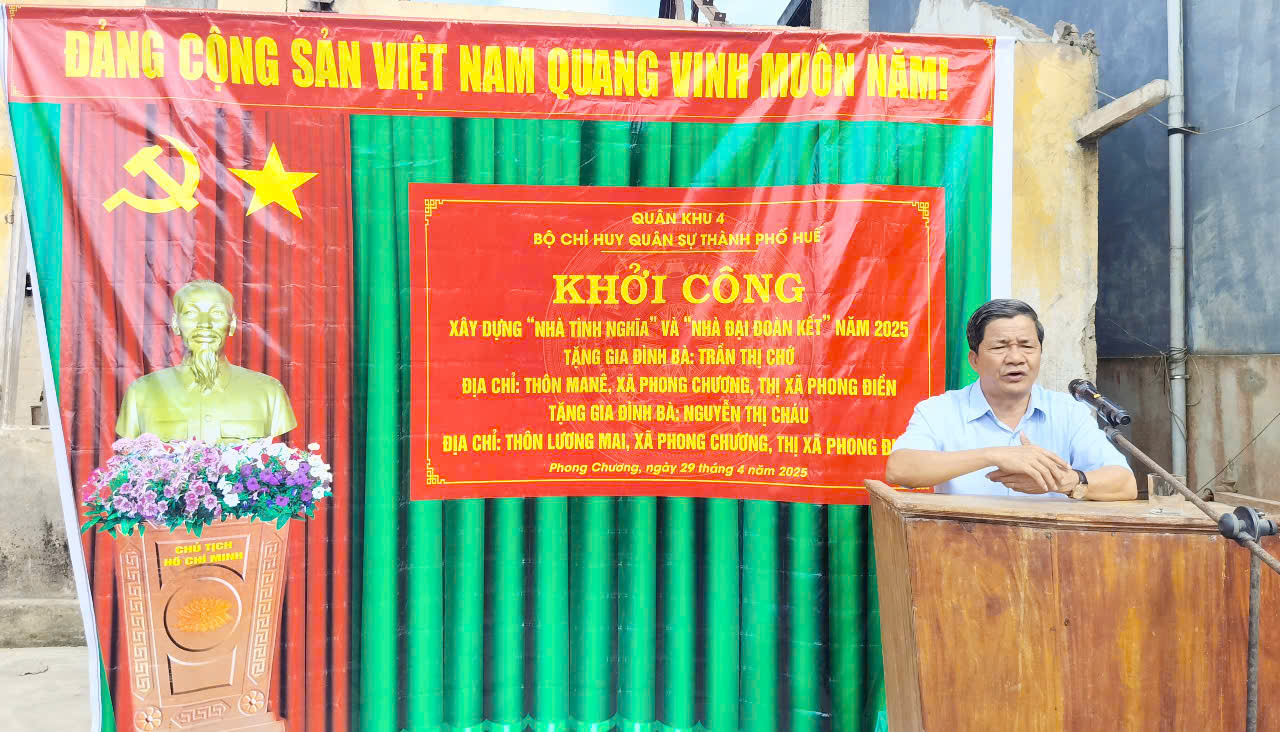 ĐẢNG CỘNG SẢN VIỆT NAM QUANG VINH MUÔN NĂM!
QUÂN KHU 4
BỘ CHỈ HUY QUÂN SỰ THÀNH PHỐ HUẾ
KHỞI CÔNG
XÂY DỰNG “NHÀ TÌNH NGHĨA” VÀ “NHÀ ĐẠI ĐOÀN KẾT” NĂM 2025
TẶNG GIA ĐÌNH BÀ: TRẦN THỊ CHỚ
ĐỊA CHỈ: THÔN MANÊ, XÃ PHONG CHƯƠNG, THỊ XÃ PHONG ĐIỀN
TẶNG GIA ĐÌNH BÀ: NGUYỄN THỊ CHÁU
ĐỊA CHỈ: THÔN LƯƠNG MAI, XÃ PHONG CHƯƠNG, THỊ XÃ PHONG
Phong Chương, ngày 29 tháng 4 năm 2025
CHỦ TỊCH
HỒ CHÍ MINH